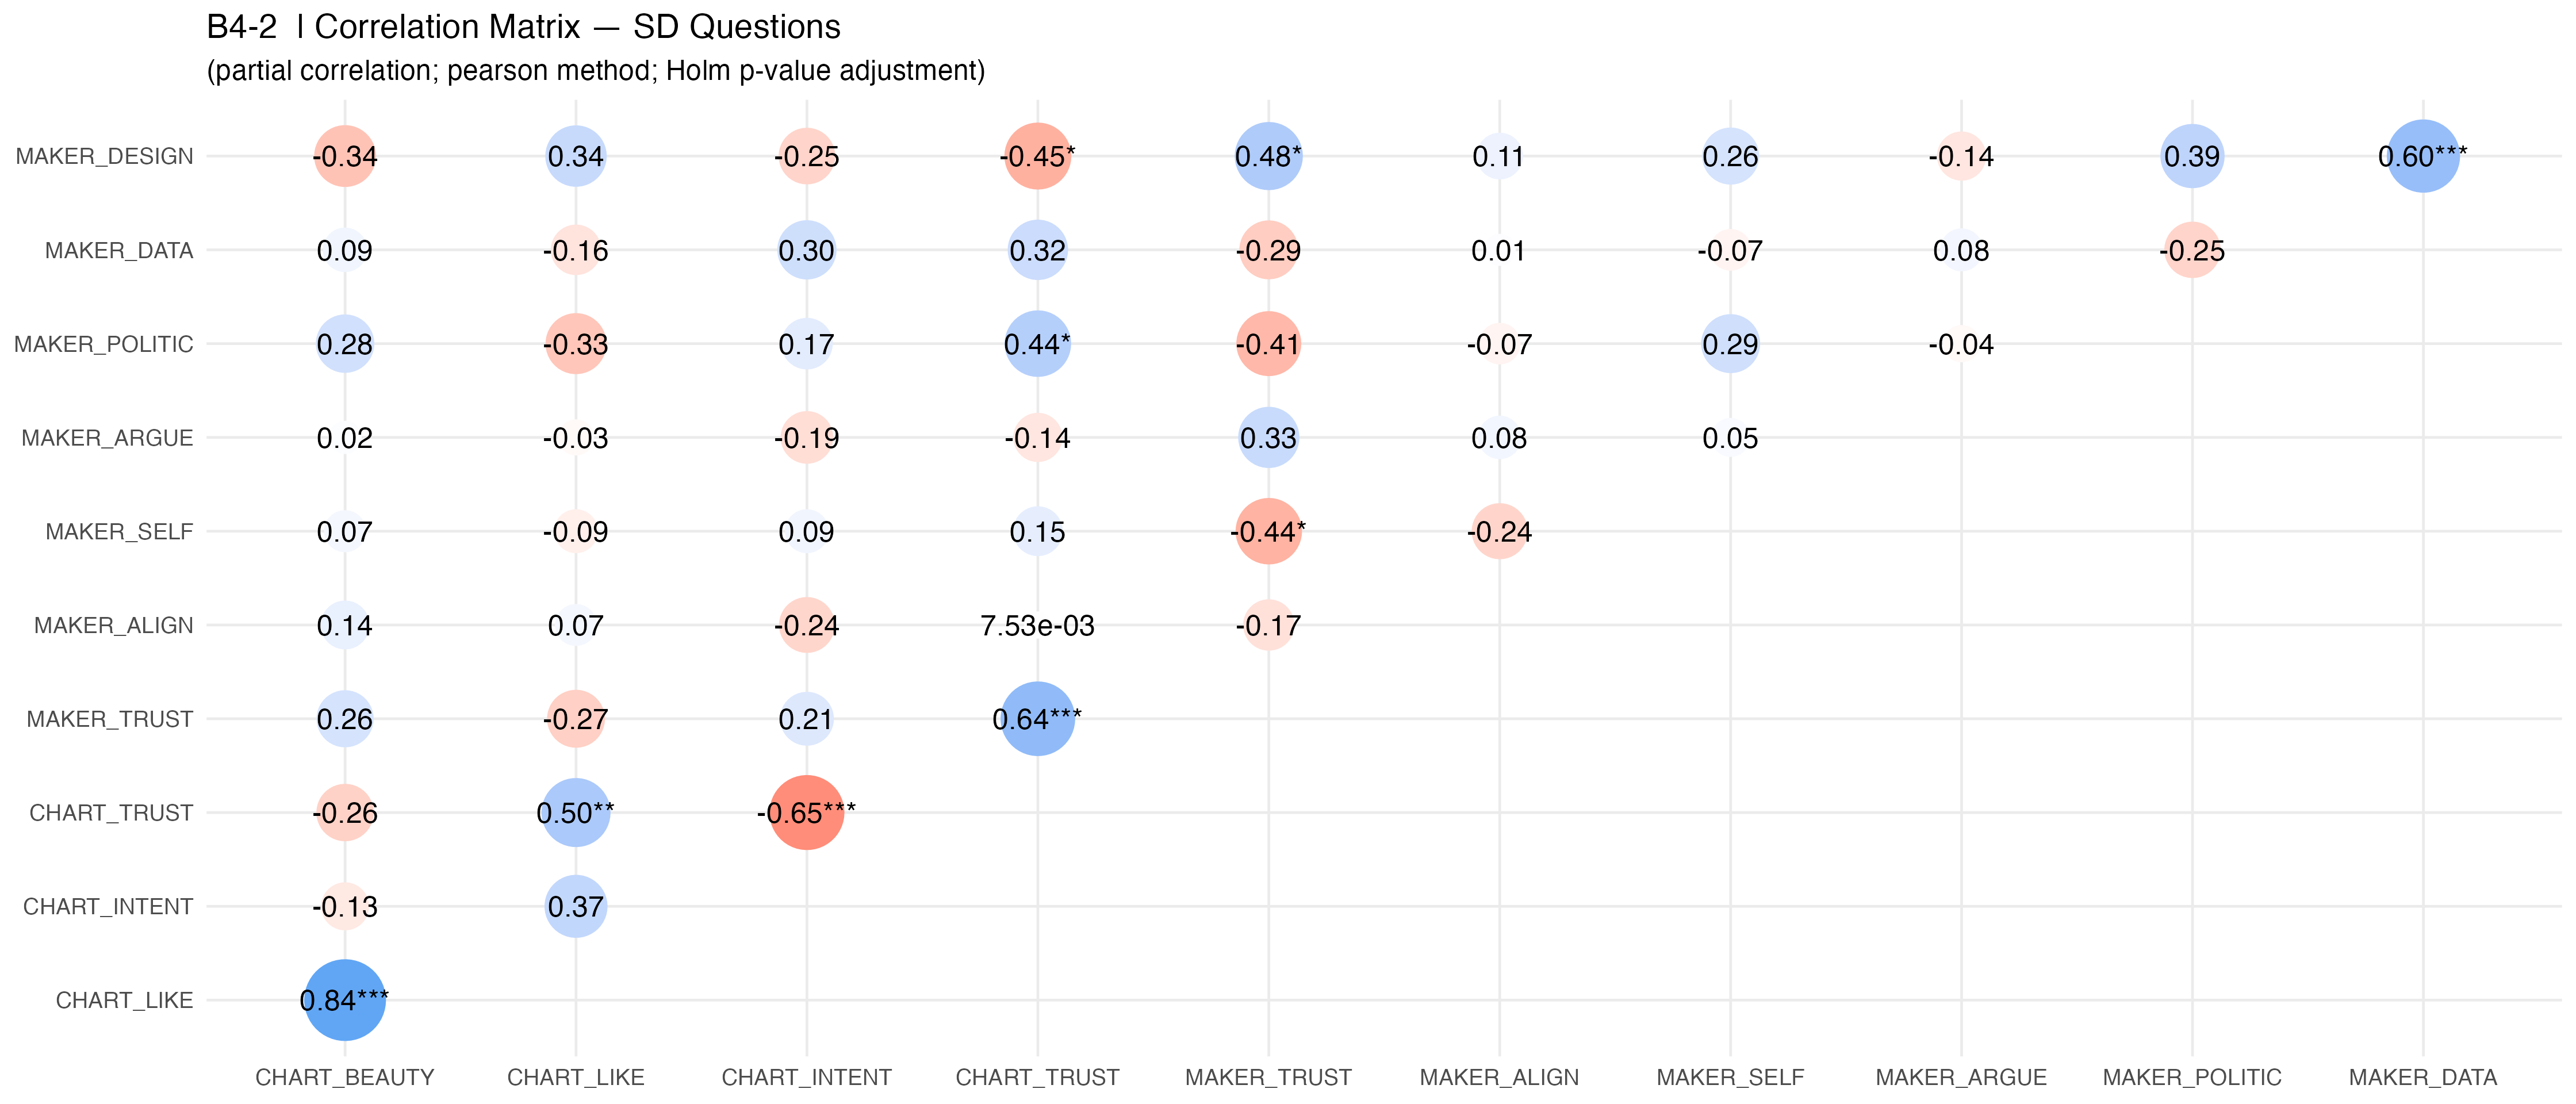 B4-2 | Correlation Matrix — SD Questions
(partial correlation; pearson method; Holm p-value adjustment)
MAKER_DESIGN -0.34 0.34 -0.25 -0.45* 0.48* 0.11 0.26 -0.14 0.39 0.60***
MAKER_DATA 0.09 -0.16 0.30 0.32 -0.29 0.01 -0.07 0.08 -0.25
MAKER_POLITIC 0.28 -0.33 0.17 0.44* -0.41 -0.07 0.29 -0.04
MAKER_ARGUE 0.02 -0.03 -0.19 -0.14 0.33 0.08 0.05
MAKER_SELF 0.07 -0.09 0.09 0.15 -0.44* -0.24
MAKER_ALIGN 0.14 0.07 -0.24 7.53e-03 -0.17
MAKER_TRUST 0.26 -0.27 0.21 0.64***
CHART_TRUST -0.26 0.50** -0.65***
CHART_INTENT -0.13 0.37
CHART_LIKE 0.84***
CHART_BEAUTY CHART_LIKE CHART_INTENT CHART_TRUST MAKER_TRUST MAKER_ALIGN MAKER_SELF MAKER_ARGUE MAKER_POLITIC MAKER_DATA